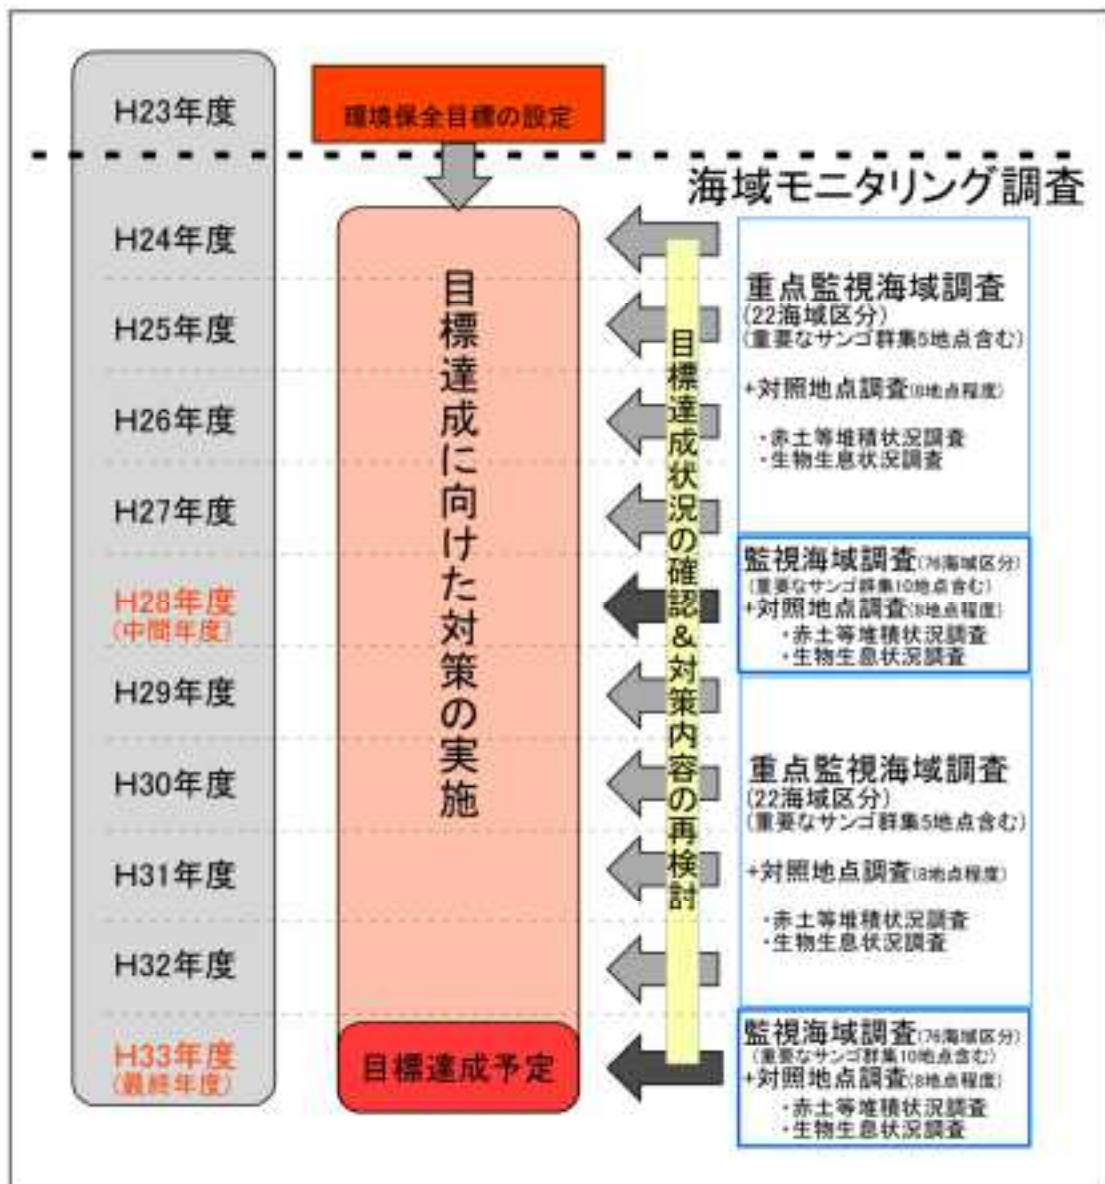 H23年度
環境保全目標の設定
海域モニタリング調査
H24年度
H25年度
H26年度
H27年度
H28年度
(中間年度)
H29年度
H30年度
H31年度
H32年度
H33年度
(最終年度)
目標達成に向けた対策の実施
目標達成予定
目標達成状況の確認&対策内容の再検討
重点監視海域調査
(22海域区分)
(重要なサンゴ群集5地点含む)
+対照地点調査(8地点程度)
・赤土等堆積状況調査
・生物生息状況調査
監視海域調査(76海域区分)
(重要なサンゴ群集10地点含む)
+対照地点調査(8地点程度)
・赤土等堆積状況調査
・生物生息状況調査
重点監視海域調査
(22海域区分)
(重要なサンゴ群集5地点含む)
+対照地点調査(8地点程度)
・赤土等堆積状況調査
・生物生息状況調査
監視海域調査(76海域区分)
(重要なサンゴ群集10地点含む)
+対照地点調査(8地点程度)
・赤土等堆積状況調査
・生物生息状況調査